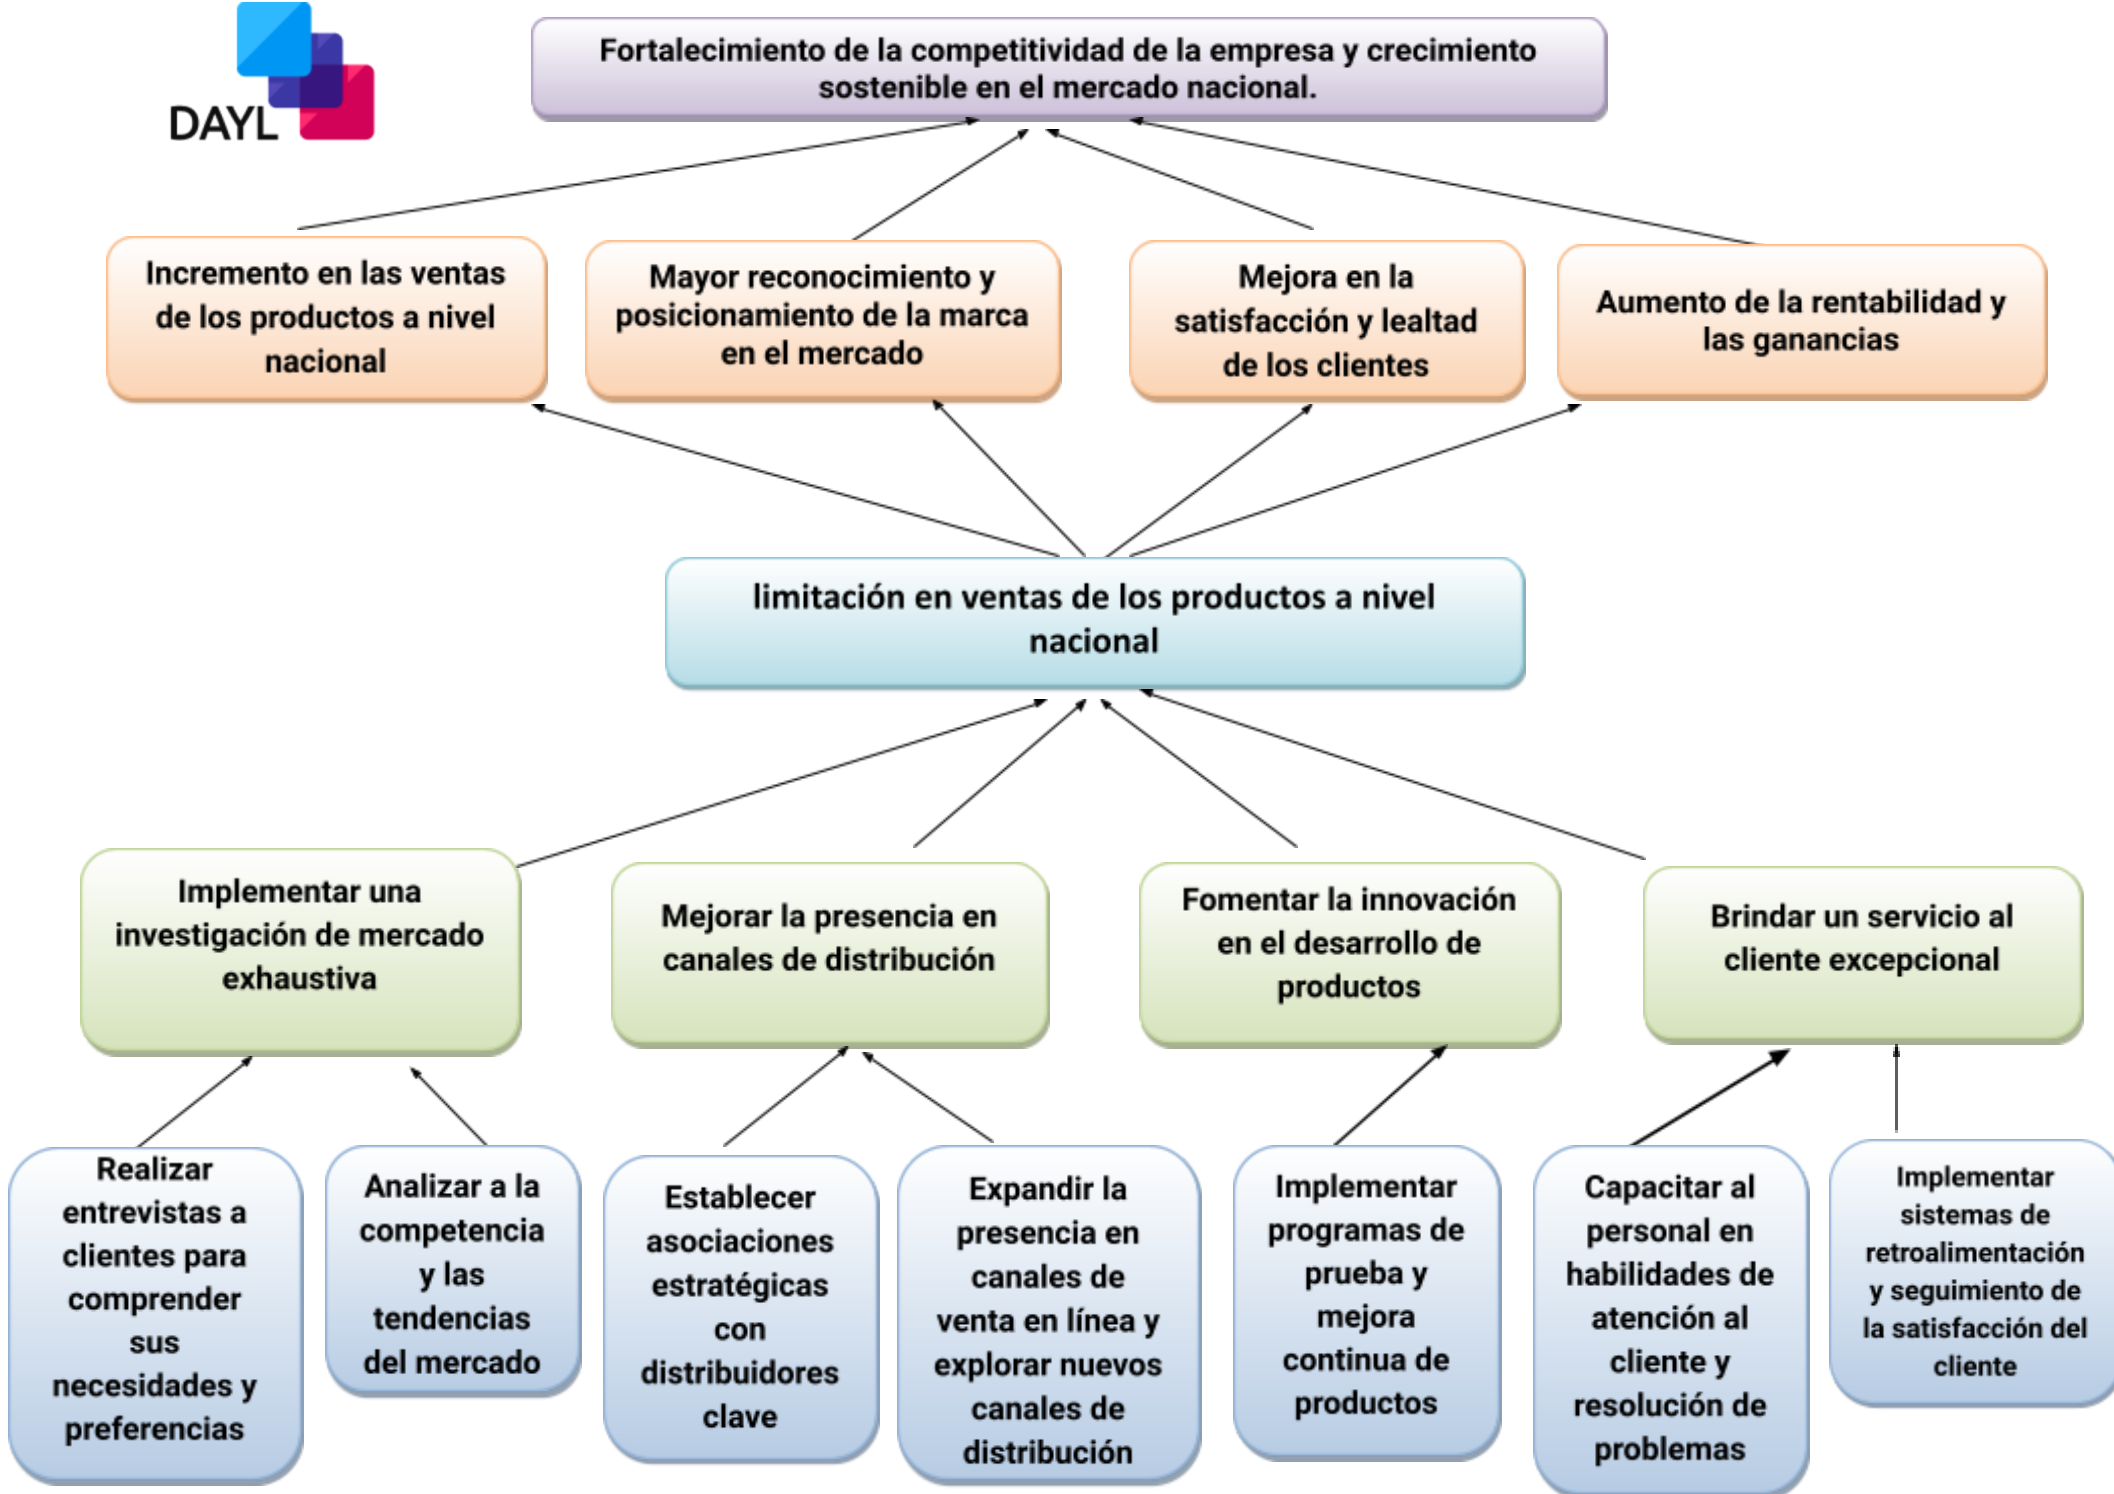 DAYL
Fortalecimiento de la competitividad de la empresa y crecimiento
sostenible en el mercado nacional.
Incremento en las ventas
de los productos a nivel
nacional
Mayor reconocimiento y
posicionamiento de la marca
en el mercado
Mejora en la
satisfacción y lealtad
de los clientes
Aumento de la rentabilidad y
las ganancias
limitación en ventas de los productos a nivel
nacional
Implementar una
investigación de mercado
exhaustiva
Mejorar la presencia en
canales de distribución
Fomentar la innovación
en el desarrollo de
productos
Brindar un servicio al
cliente excepcional
Realizar
entrevistas a
clientes para
comprender
sus
necesidades y
preferencias
Analizar a la
competencia
y las
tendencias
del mercado
Establecer
asociaciones
estratégicas
con
distribuidores
clave
Expandir la
presencia en
canales de
venta en línea y
explorar nuevos
canales de
distribución
Implementar
programas de
prueba y
mejora
continua de
productos
Capacitar al
personal en
habilidades de
atención al
cliente y
resolución de
problemas
Implementar
sistemas de
retroalimentación
y seguimiento de
la satisfacción del
cliente